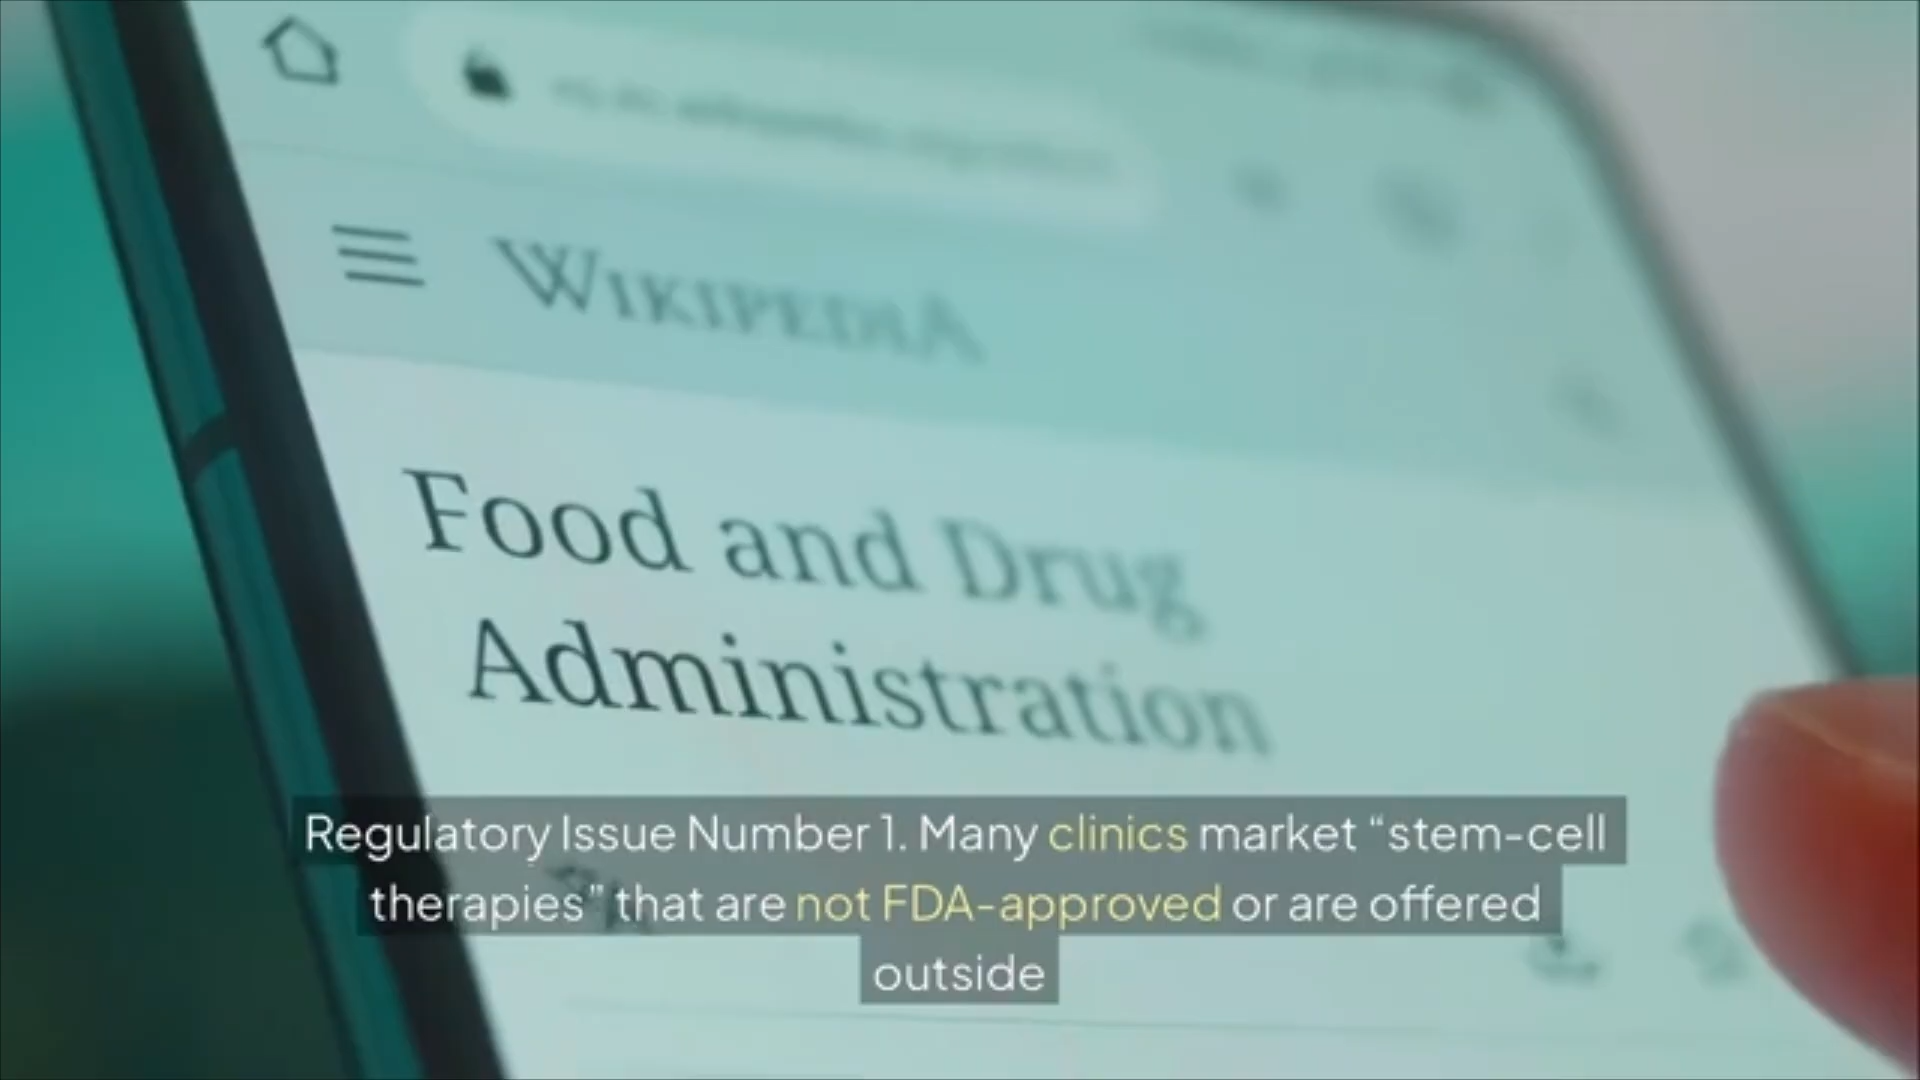 WIKIPEDIA
Food and Drug
Administration
Regulatory Issue Number 1. Many clinics market “stem-cell
therapies” that are not FDA-approved or are offered
outside